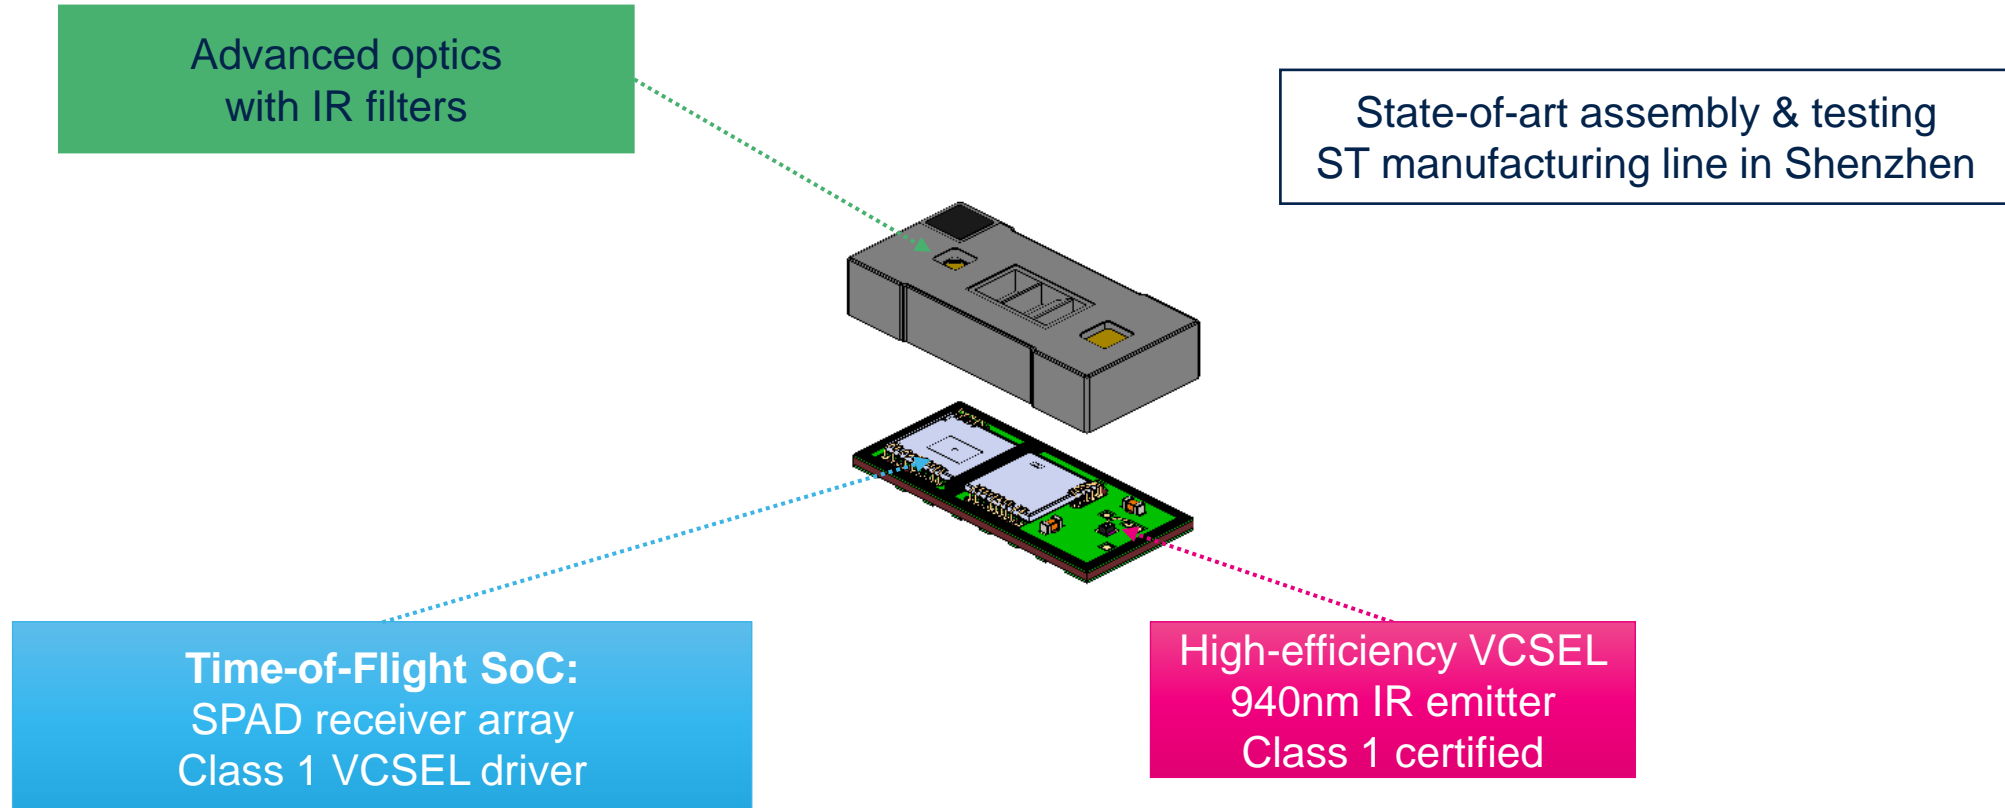 Advanced optics
with IR filters
State-of-art assembly & testing
ST manufacturing line in Shenzhen
Time-of-Flight SoC:
SPAD receiver array
Class 1 VCSEL driver
High-efficiency VCSEL
940nm IR emitter
Class 1 certified